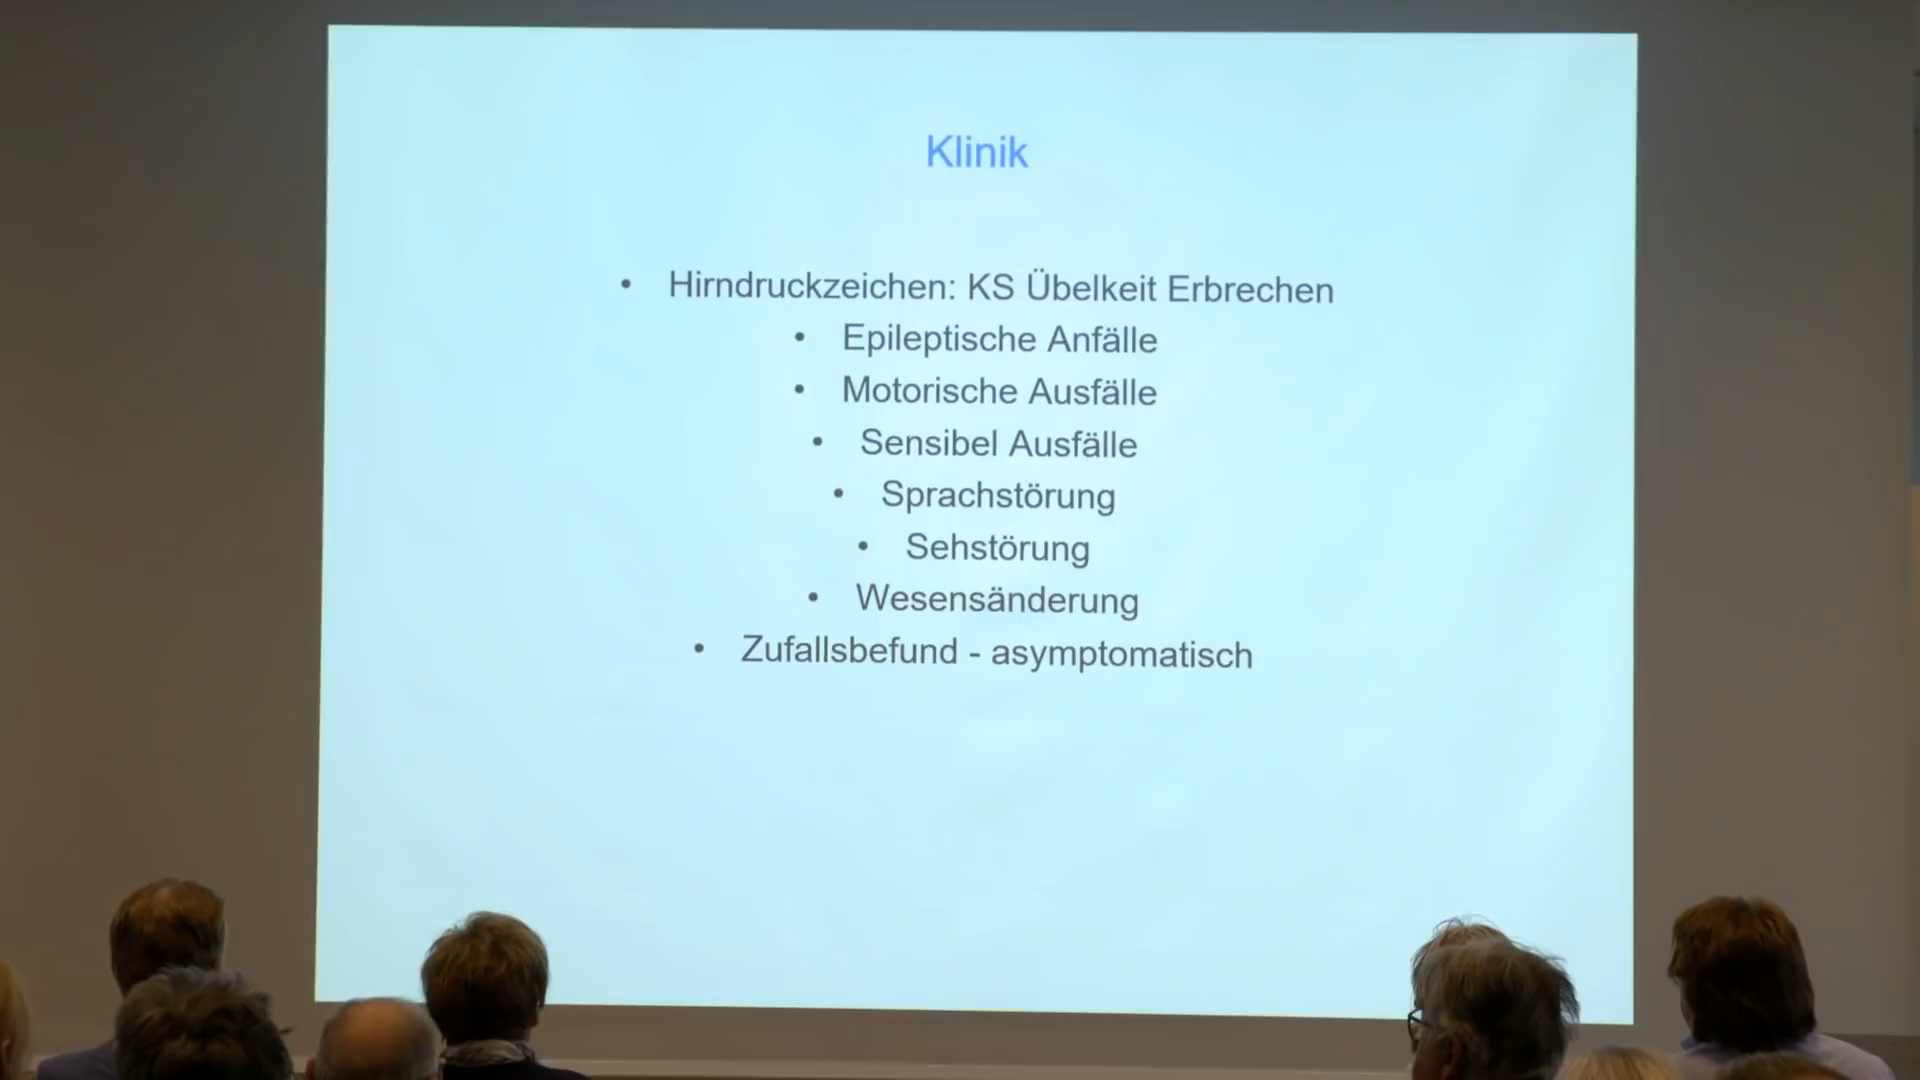 Klinik
• Hirndruckzeichen: KS Übelkeit Erbrechen
• Epileptische Anfälle
• Motorische Ausfälle
• Sensibel Ausfälle
• Sprachstörung
• Sehstörung
• Wesensänderung
• Zufallsbefund - asymptomatisch